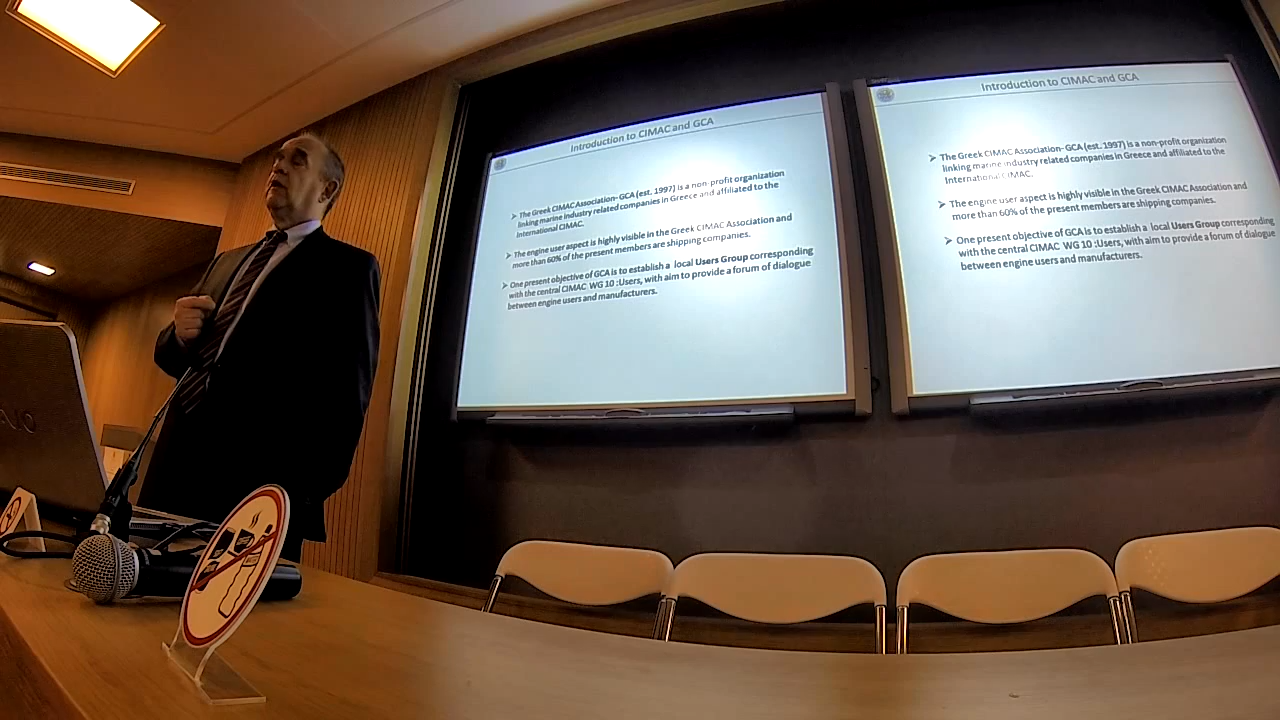 Introduction to CIMAC and GCA
➢ The Greek CIMAC Association- GCA (est. 1997) is a non-profit organization
linking marine industry related companies in Greece and affiliated to the
International CIMAC.
➢ The engine user aspect is highly visible in the Greek CIMAC Association and
more than 60% of the present members are shipping companies.
➢ One present objective of GCA is to establish a local Users Group corresponding
with the central CIMAC WG 10 :Users, with aim to provide a forum of dialogue
between engine users and manufacturers.
Introduction to CIMAC and GCA
➢ The Greek CIMAC Association- GCA (est. 1997) is a non-profit organization
linking marine industry related companies in Greece and affiliated to the
International CIMAC.
➢ The engine user aspect is highly visible in the Greek CIMAC Association and
more than 60% of the present members are shipping companies.
➢ One present objective of GCA is to establish a local Users Group corresponding
with the central CIMAC WG 10 :Users, with aim to provide a forum of dialogue
between engine users and manufacturers.